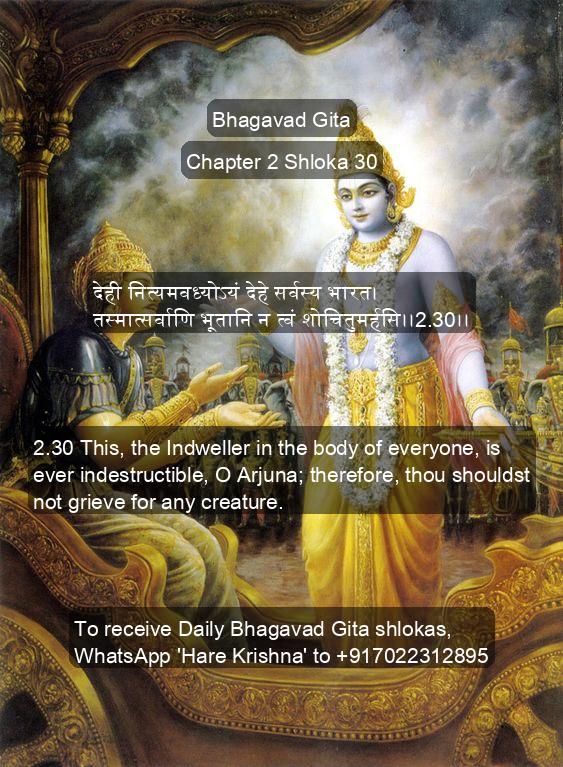 Bhagavad Gita
Chapter 2 Shloka 30
देही नित्यमवध्योऽयं देहे सर्वस्य भारत।
तस्मात्सर्वाणि भूतानि न त्वं शोचितुमर्हसि।।2.30।।
2.30 This, the Indweller in the body of everyone, is
ever indestructible, O Arjuna; therefore, thou shouldst
not grieve for any creature.
To receive Daily Bhagavad Gita shlokas,
WhatsApp 'Hare Krishna' to +917022312895